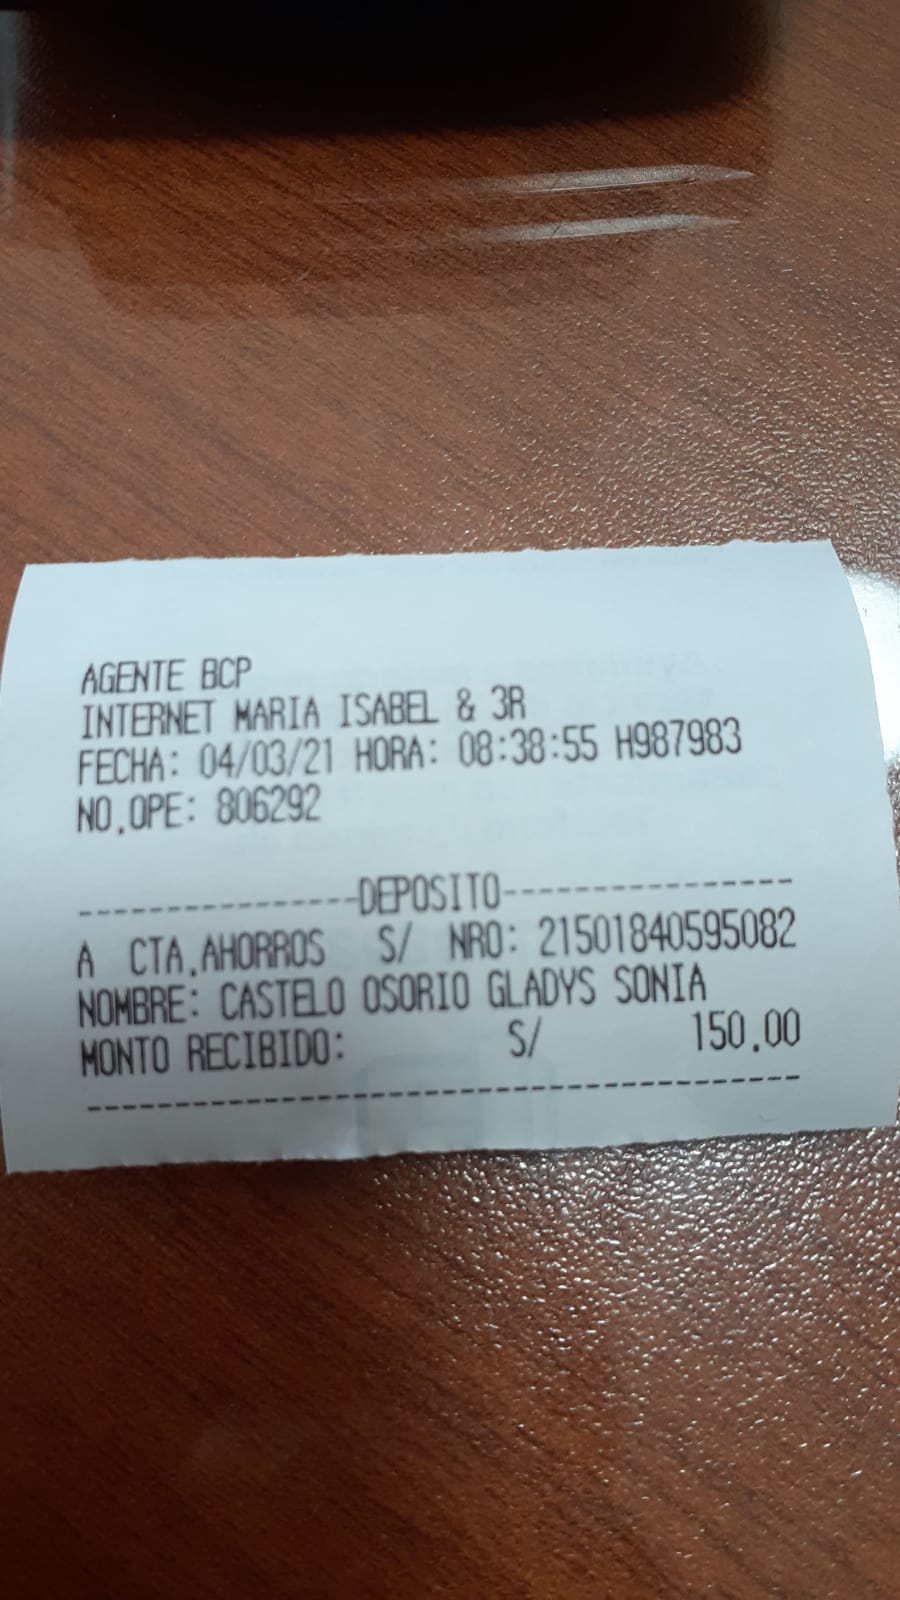 AGENTE BCP
INTERNET MARIA ISABEL & 3R
FECHA: 04/03/21 HORA: 08:38:55 H987983
NO.OPE: 806292
----------------DEPOSITO----------------
A CTA.AHORROS S/ NRO: 21501840595082
NOMBRE: CASTELO OSORIO GLADYS SONIA
MONTO RECIBIDO: S/ 150.00
----------------------------------------